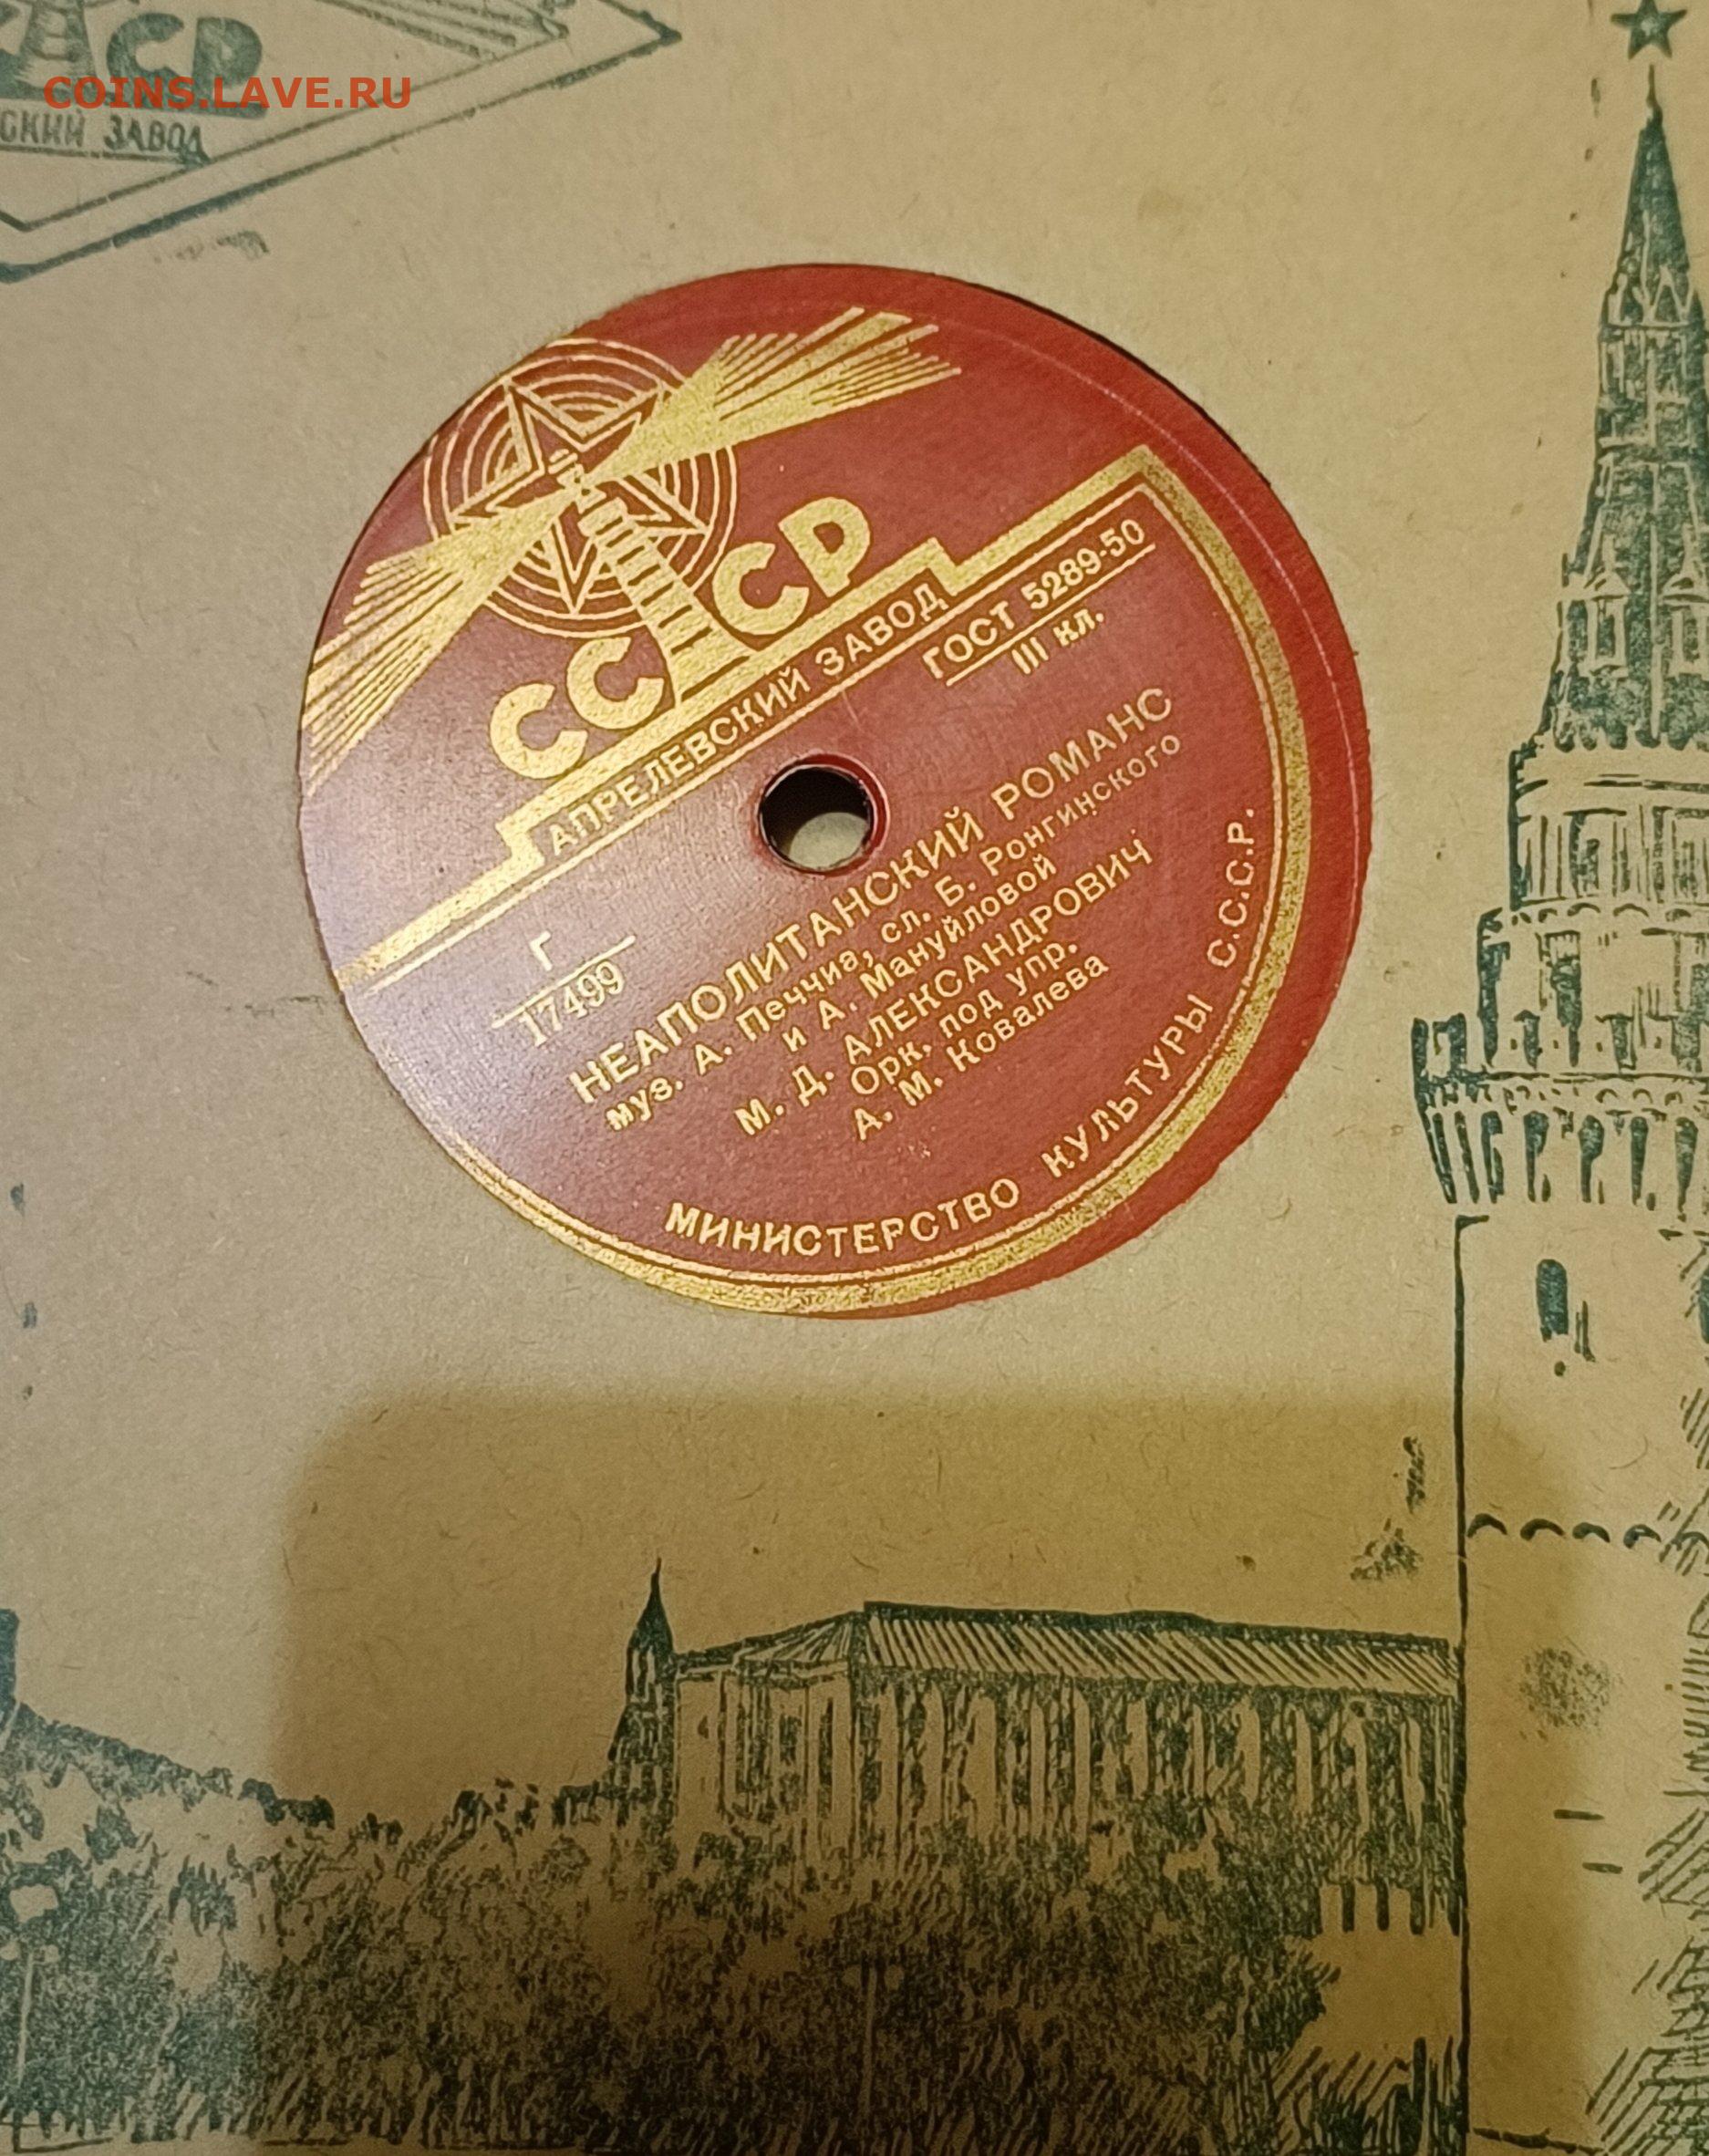 СР
COINS.LAVE.RU
СКИЙ ЗАВОД
СССР
АПРЕЛЕВСКИЙ ЗАВОД
ГОСТ 5289-50
III кл.
Г
17499
НЕАПОЛИТАНСКИЙ РОМАНС
муз. А. Печчиа, сл. Б. Ронгинского
и А. Мануйловой
М. Д. АЛЕКСАНДРОВИЧ
Орк. под упр.
А. М. Ковалева
МИНИСТЕРСТВО КУЛЬТУРЫ С.С.С.Р.